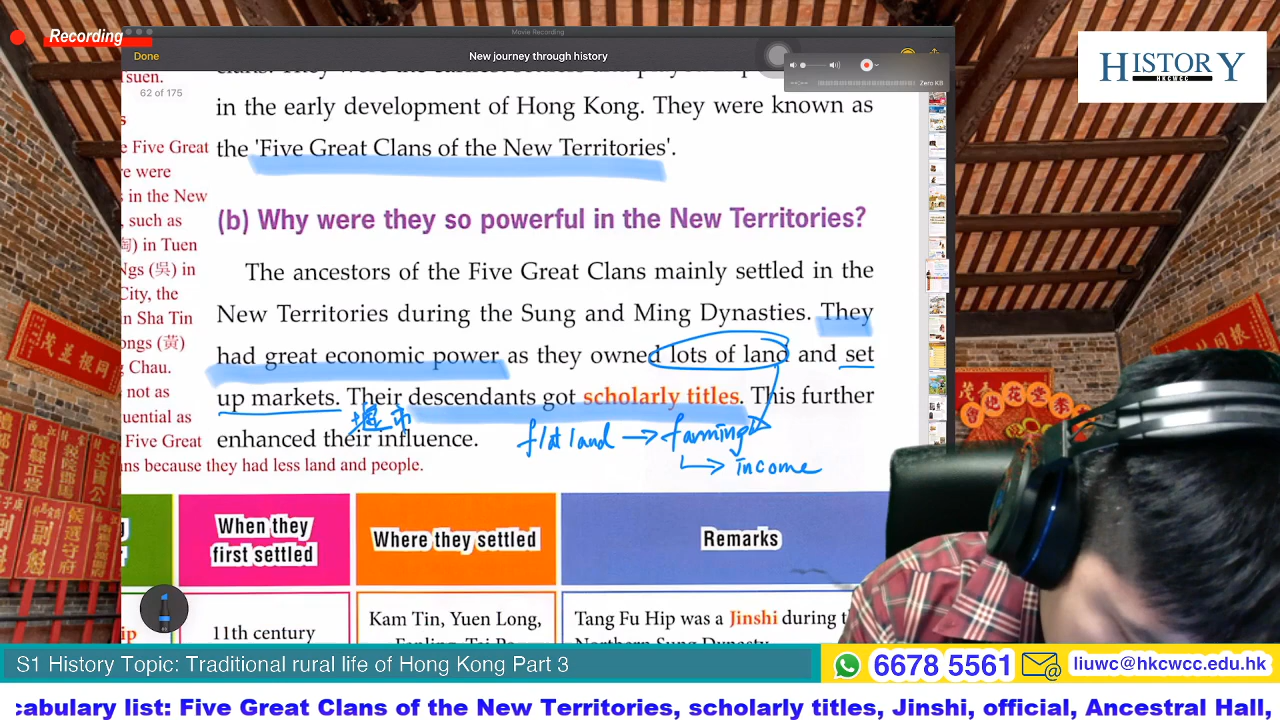 Recording
Movie Recording
Done
New journey through history
HISTORY
HKCWCC
Zero KB
62 of 175
in the early development of Hong Kong. They were known as
the 'Five Great Clans of the New Territories'.
(b) Why were they so powerful in the New Territories?
The ancestors of the Five Great Clans mainly settled in the
New Territories during the Sung and Ming Dynasties. They
had great economic power as they owned lots of land and set
up markets. Their descendants got scholarly titles. This further
墟市
enhanced their influence.
flat land → farming
↳ income
e Five Great
re were
s in the New
, such as
in Tuen
Ngs (吳) in
City, the
n Sha Tin
ongs (黃)
Chau.
not as
uential as
Five Great
ns because they had less land and people.
When they
first settled
Where they settled
Remarks
11th century
Kam Tin, Yuen Long,
Tang Fu Hip was a Jinshi during
S1 History Topic: Traditional rural life of Hong Kong Part 3
6678 5561
liuwc@hkcwcc.edu.hk
cabulary list: Five Great Clans of the New Territories, scholarly titles, Jinshi, official, Ancestral Hall,